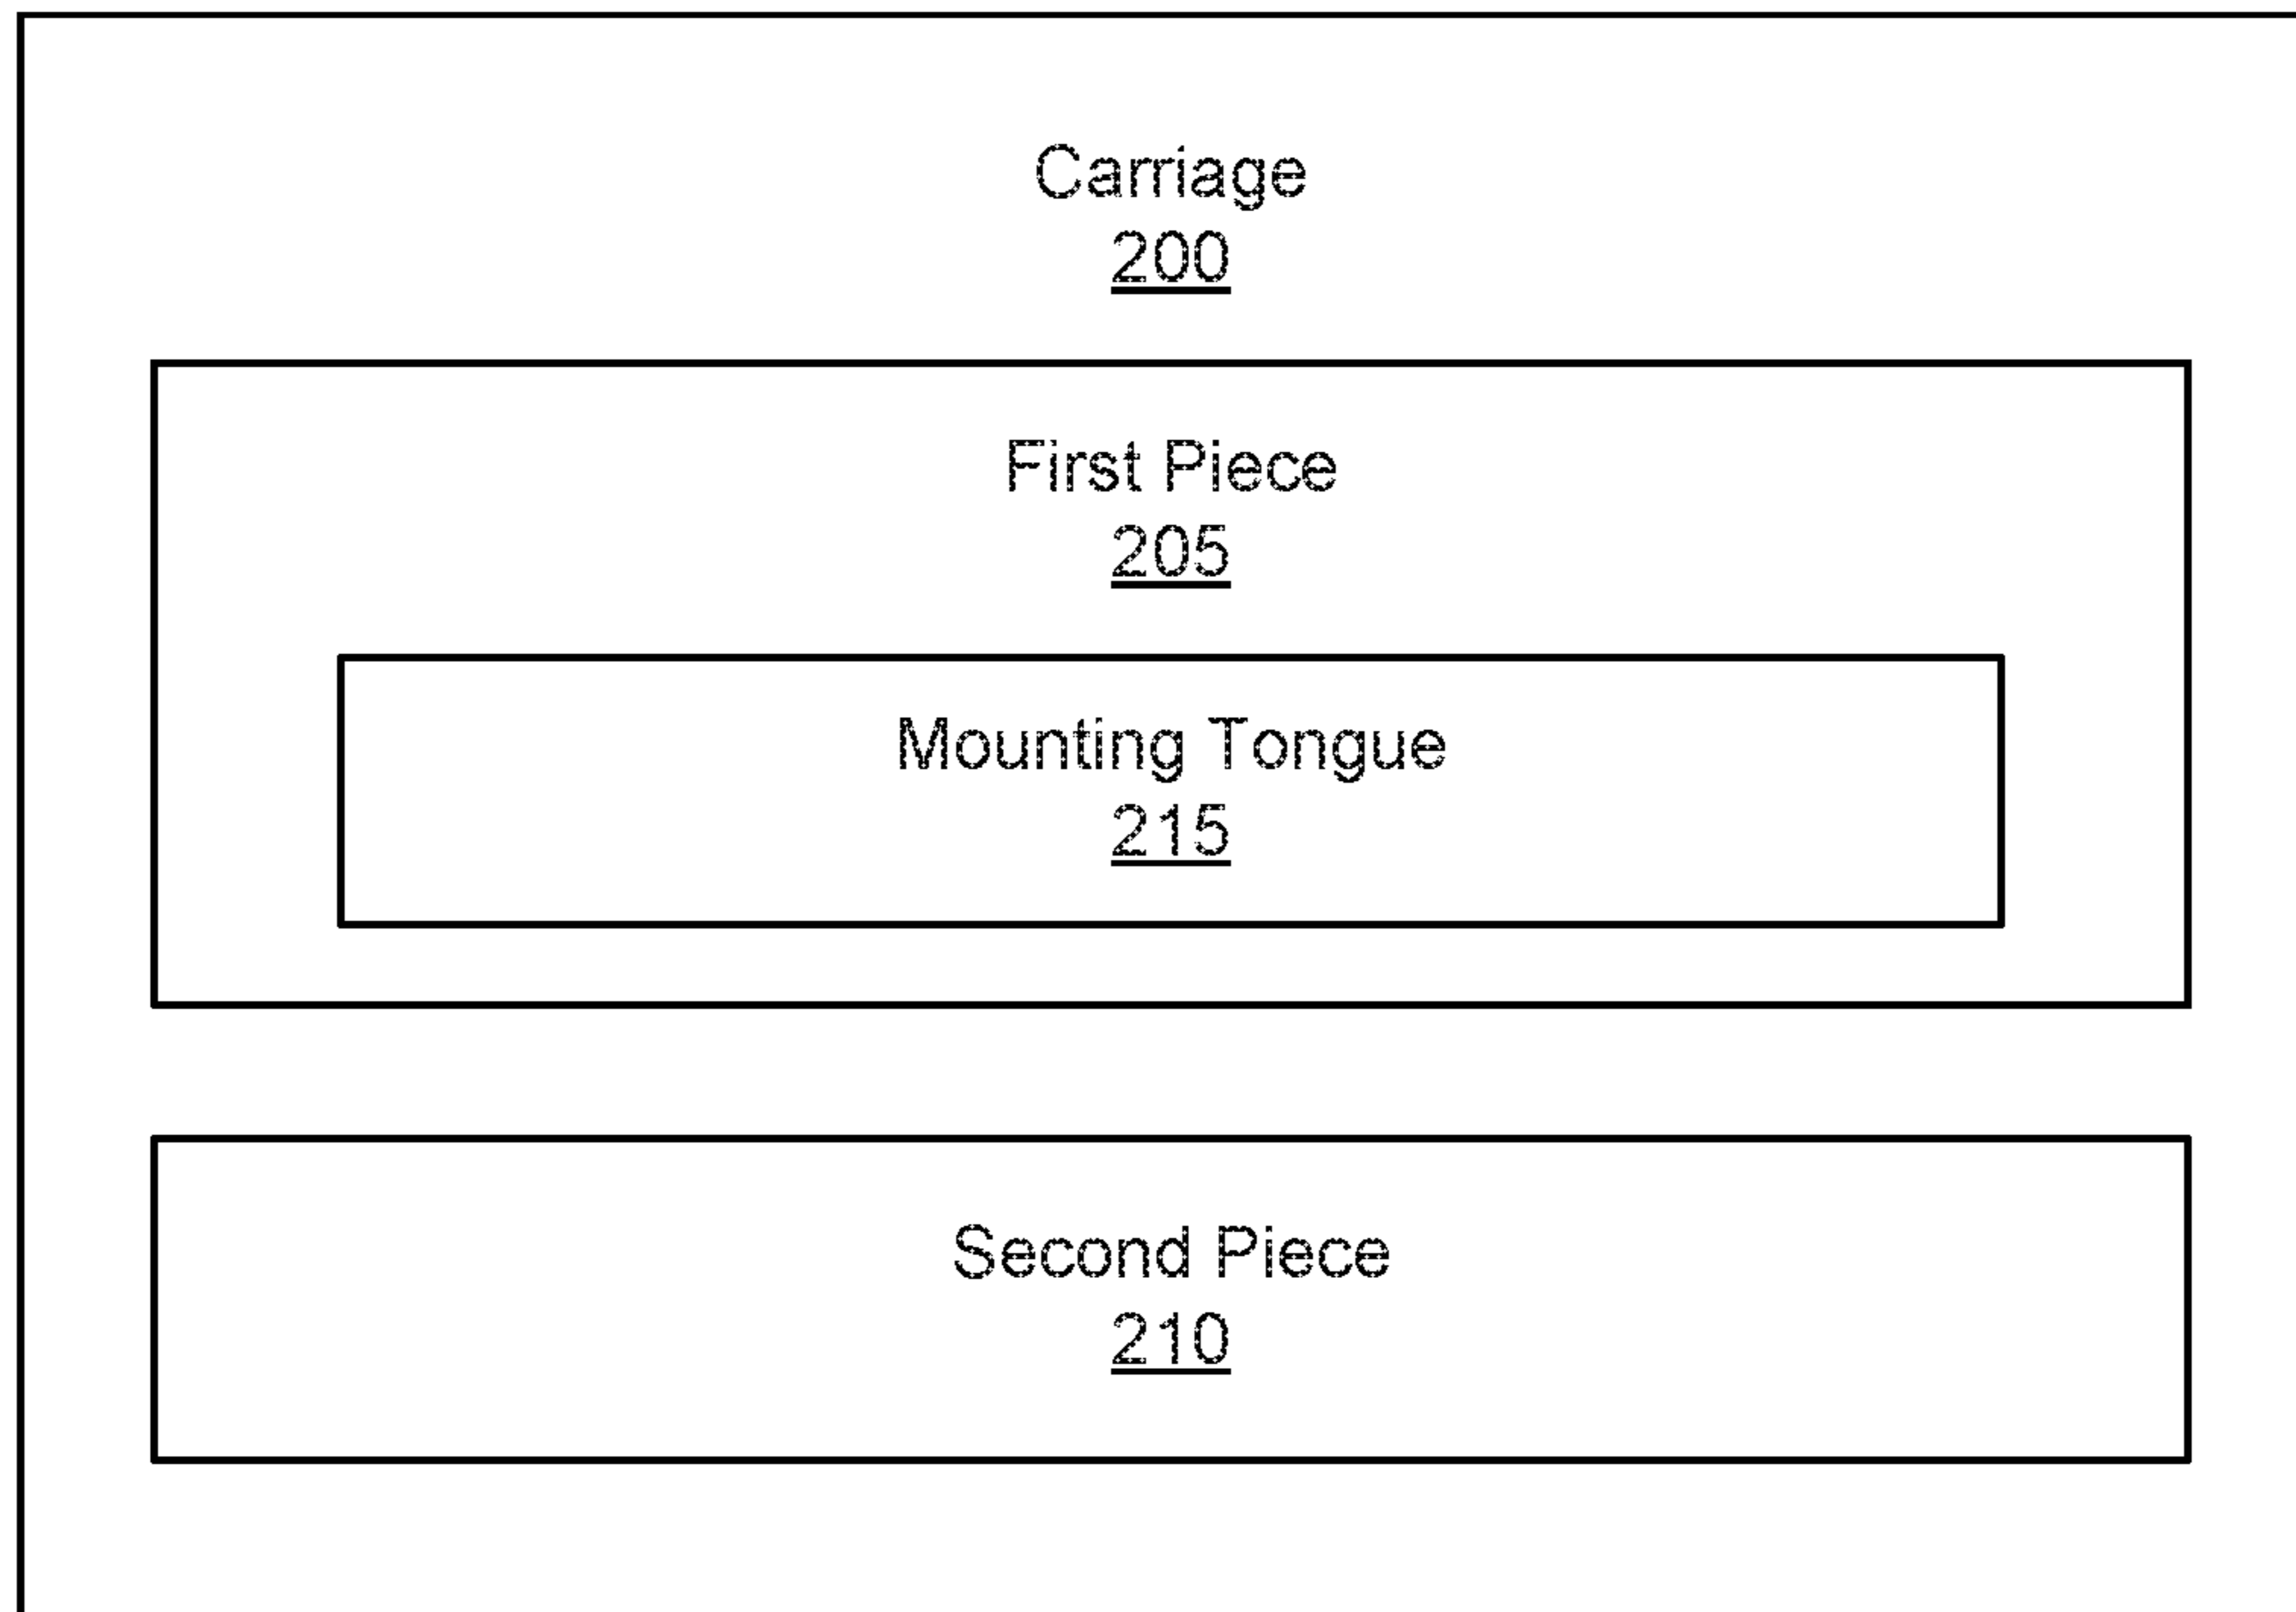 Carriage
200
First Piece
205
Mounting Tongue
215
Second Piece
210